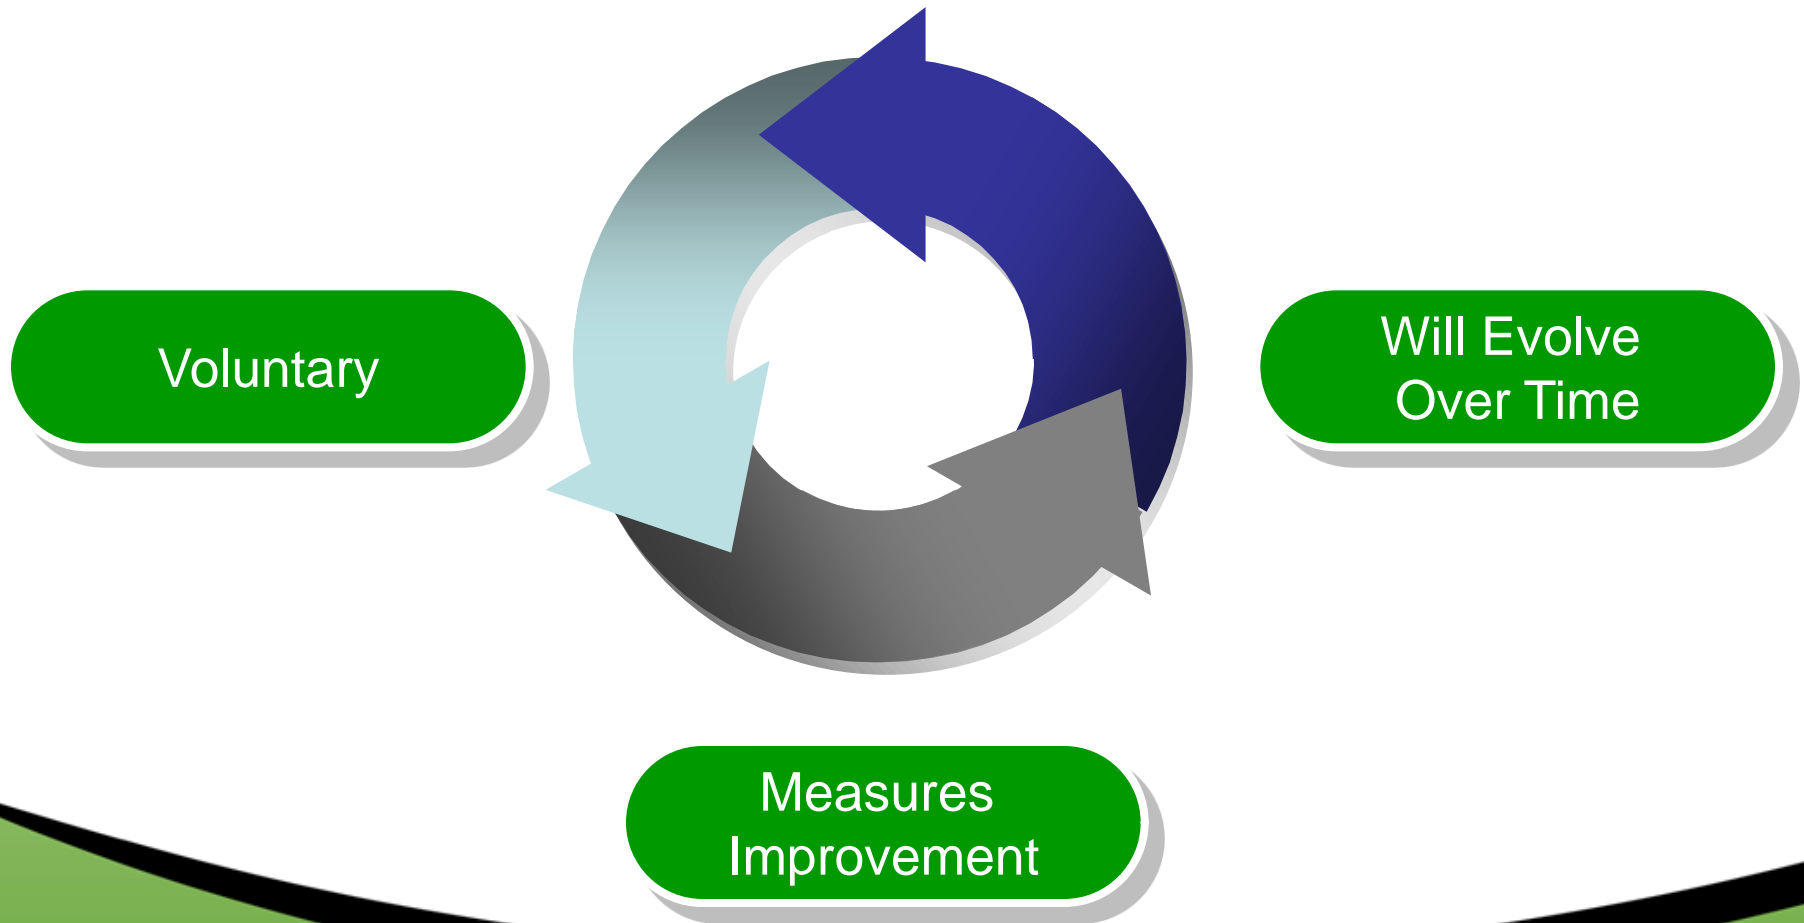 Voluntary
Will Evolve
Over Time
Measures
Improvement